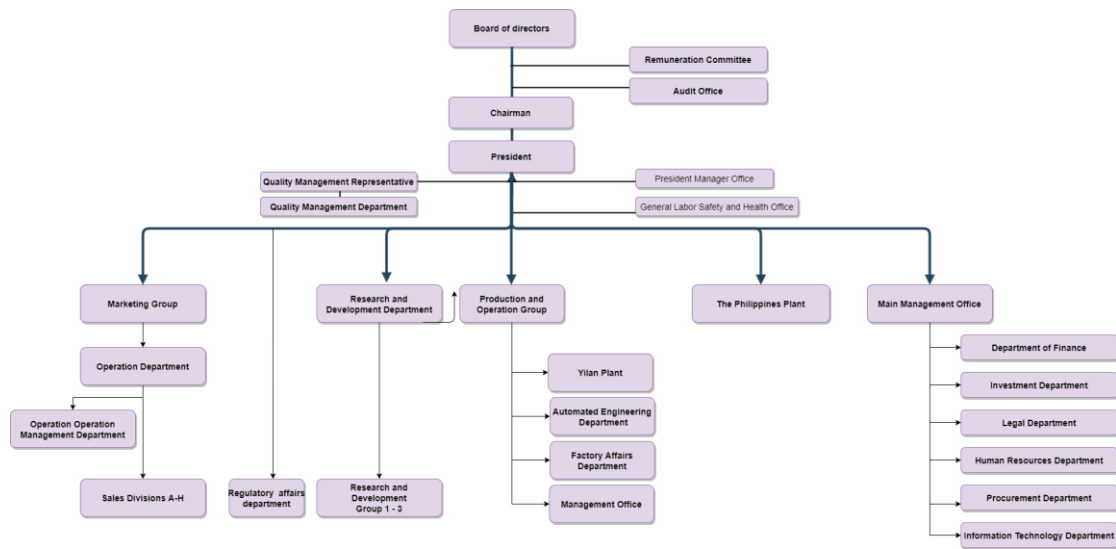 Board of directors
Remuneration Committee
Audit Office
Chairman
President
Quality Management Representative
President Manager Office
Quality Management Department
General Labor Safety and Health Office
Marketing Group
Research and
Development Department
Production and
Operation Group
The Philippines Plant
Main Management Office
Operation Department
Operation Operation
Management Department
Sales Divisions A-H
Regulatory affairs
department
Research and
Development
Group 1 - 3
Yilan Plant
Automated Engineering
Department
Factory Affairs
Department
Management Office
Department of Finance
Investment Department
Legal Department
Human Resources Department
Procurement Department
Information Technology Department